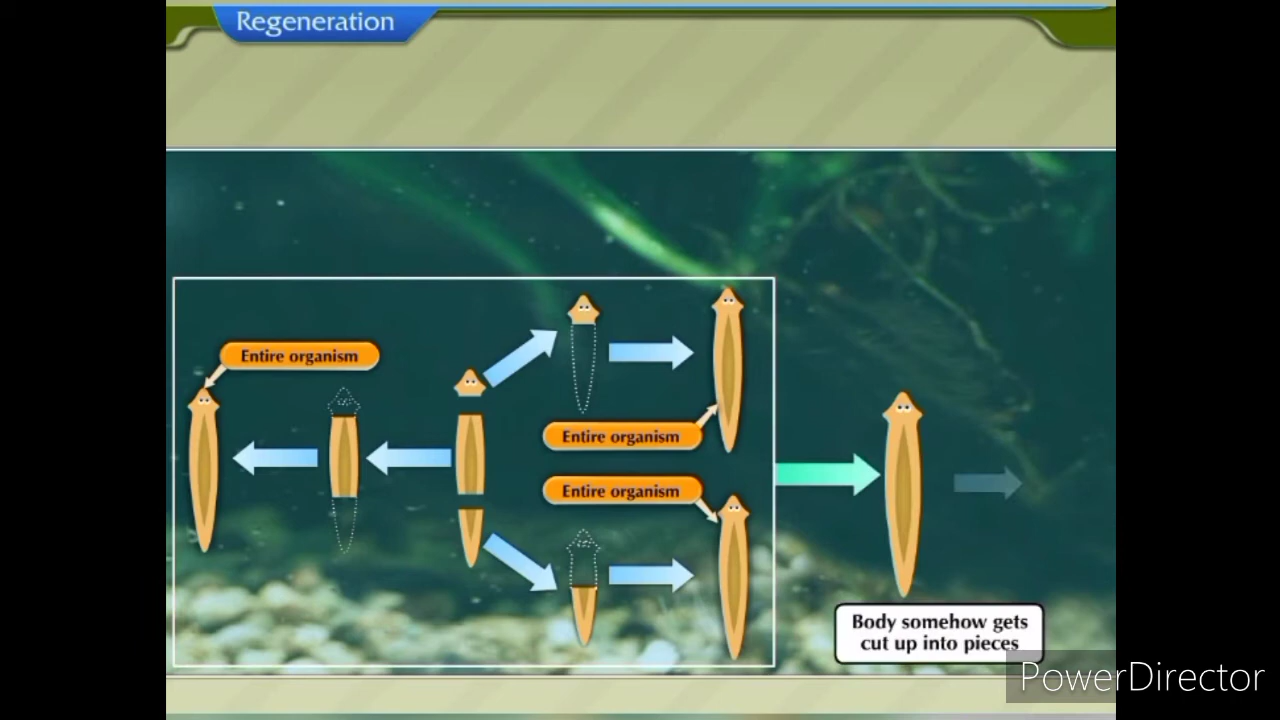 Regeneration
Entire organism
Entire organism
Entire organism
Body somehow gets
cut up into pieces
PowerDirector